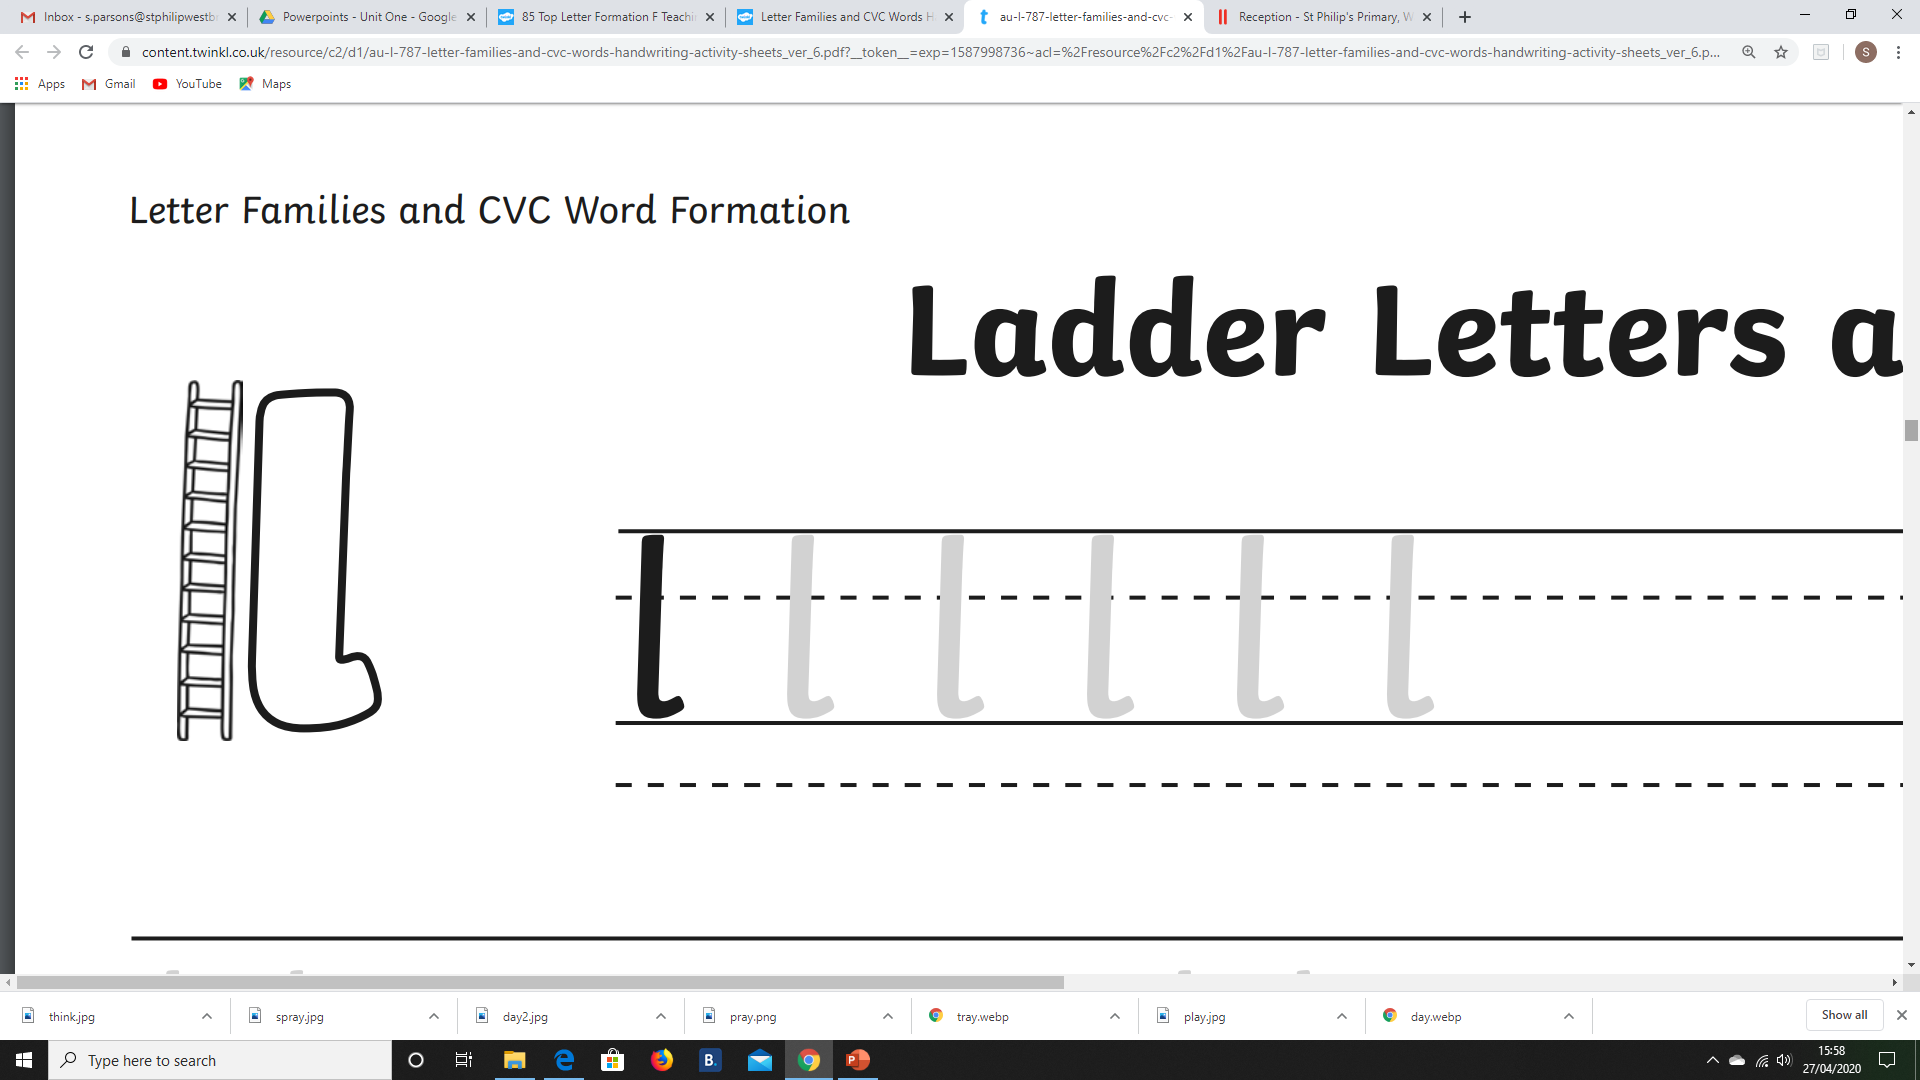 Inbox - s.parsons@stphilipwestbr
Powerpoints - Unit One - Google
85 Top Letter Formation F Teachi
Letter Families and CVC Words H
au-l-787-letter-families-and-cvc-
Reception - St Philip's Primary, W
content.twinkl.co.uk/resource/c2/d1/au-l-787-letter-families-and-cvc-words-handwriting-activity-sheets_ver_6.pdf?__token__=exp=1587998736~acl=%2Fresource%2Fc2%2Fd1%2Fau-l-787-letter-families-and-cvc-words-handwriting-activity-sheets_ver_6.p...
S
Apps Gmail YouTube Maps
Letter Families and CVC Word Formation
Ladder Letters a
l
l l l l l l
think.jpg spray.jpg day2.jpg pray.png tray.webp play.jpg day.webp Show all
Type here to search
B.
15:58
27/04/2020